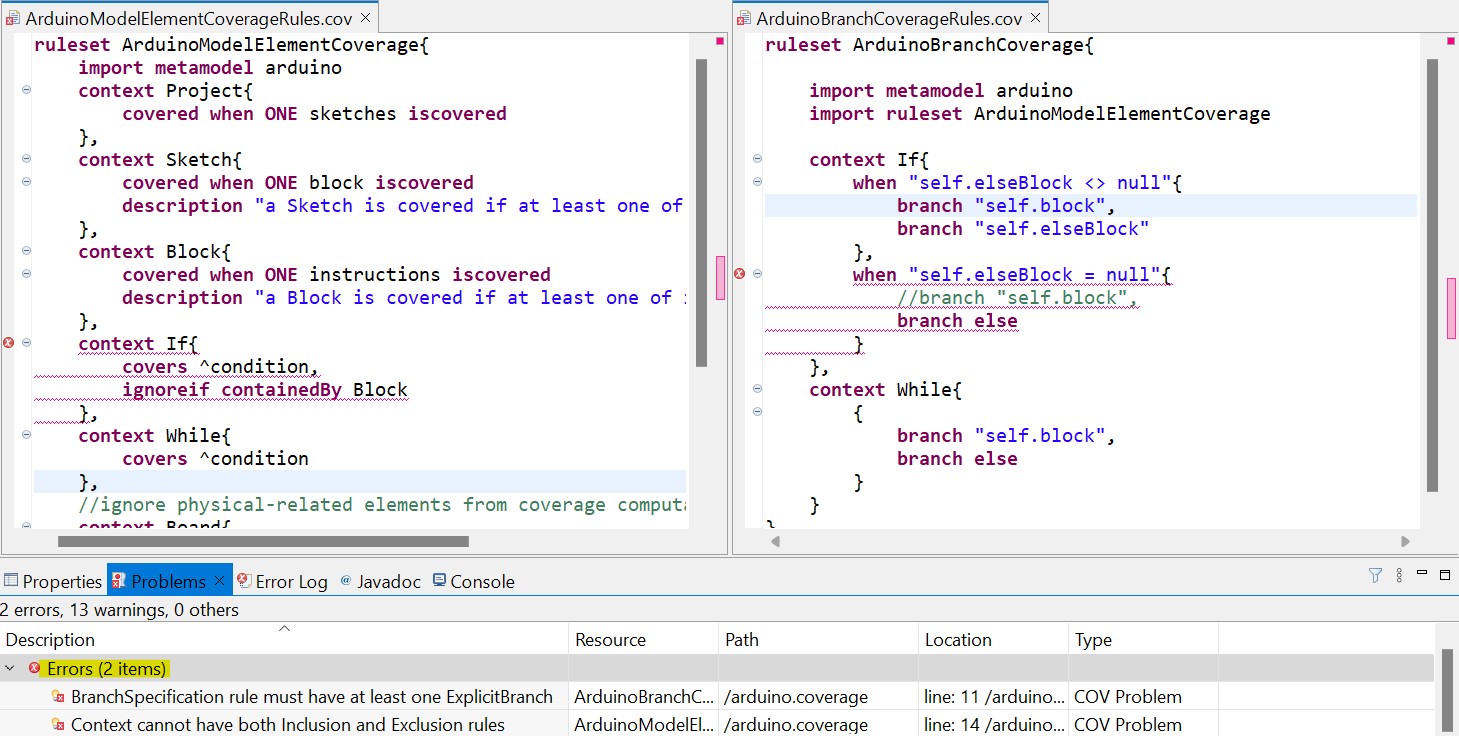 ArduinoModelElementCoverageRules.cov
ruleset ArduinoModelElementCoverage{
import metamodel arduino
context Project{
covered when ONE sketches iscovered
},
context Sketch{
covered when ONE block iscovered
description "a Sketch is covered if at least one of
},
context Block{
covered when ONE instructions iscovered
description "a Block is covered if at least one of
},
context If{
covers ^condition,
ignoreif containedBy Block
},
context While{
covers ^condition
},
//ignore physical-related elements from coverage computa
context Board{
ArduinoBranchCoverageRules.cov
ruleset ArduinoBranchCoverage{
import metamodel arduino
import ruleset ArduinoModelElementCoverage
context If{
when "self.elseBlock <> null"{
branch "self.block",
branch "self.elseBlock"
},
when "self.elseBlock = null"{
//branch "self.block",
branch else
}
},
context While{
{
branch "self.block",
branch else
}
}
}
Properties Problems Error Log @ Javadoc Console
2 errors, 13 warnings, 0 others
Description Resource Path Location Type
Errors (2 items)
BranchSpecification rule must have at least one ExplicitBranch ArduinoBranchC... /arduino.coverage line: 11 /arduino... COV Problem
Context cannot have both Inclusion and Exclusion rules ArduinoModelEl... /arduino.coverage line: 14 /arduino... COV Problem